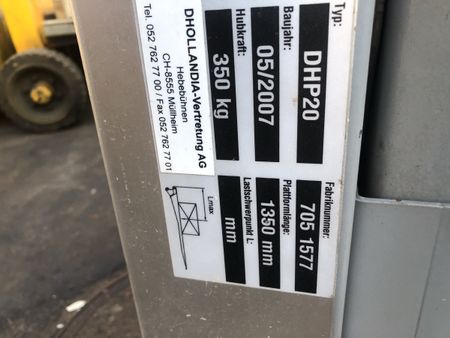 Typ:
DHP20
Fabriknummer:
705 1577
Baujahr:
05/2007
Plattformlänge:
1350 mm
Hubkraft:
350 kg
Lastschwerpunkt L:
mm
Lmax
DHOLLANDIA-Vertretung AG
Hebebühnen
CH-8555 Müllheim
Tel. 052 762 77 00 / Fax 052 762 77 01